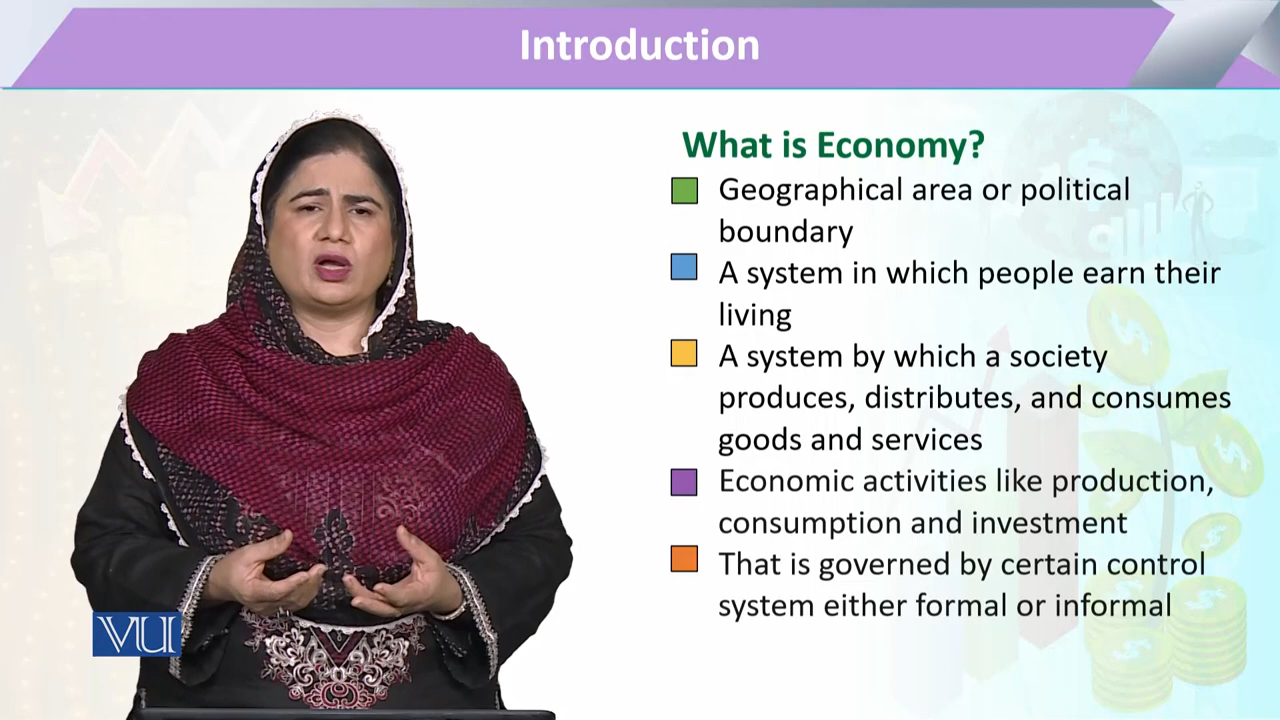 Introduction
What is Economy?
Geographical area or political
boundary
A system in which people earn their
living
A system by which a society
produces, distributes, and consumes
goods and services
Economic activities like production,
consumption and investment
That is governed by certain control
system either formal or informal
VU